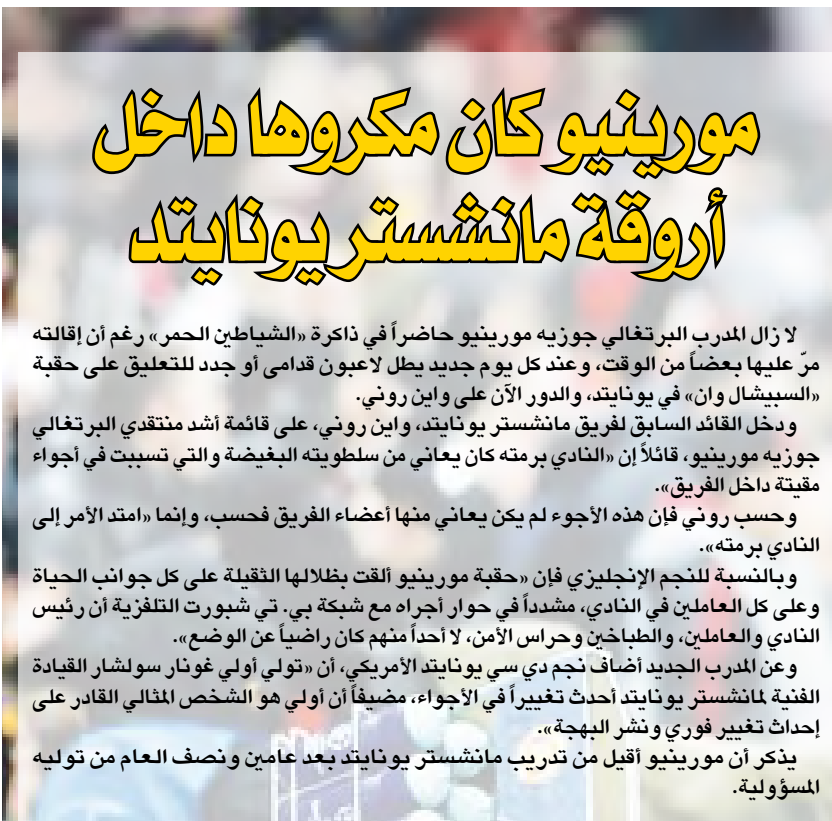 مورينيو كان مكروها داخل
أروقة مانشستر يونايتد
لا زال المدرب البرتغالي جوزيه مورينيو حاضراً في ذاكرة «الشياطين الحمر» رغم أن إقالته
مرّ عليها بعضاً من الوقت، وعند كل يوم جديد يطل لاعبون قدامى أو جدد للتعليق على حقبة
«السبيشال وان» في يونايتد، والدور الآن على واين روني.
ودخل القائد السابق لفريق مانشستر يونايتد، واين روني، على قائمة أشد منتقدي البرتغالي
جوزيه مورينيو، قائلاً إن «النادي برمته كان يعاني من سلطويته البغيضة والتي تسببت في أجواء
مقيتة داخل الفريق».
وحسب روني فإن هذه الأجوء لم يكن يعاني منها أعضاء الفريق فحسب، وإنما «امتد الأمر إلى
النادي برمته».
وبالنسبة للنجم الإنجليزي فإن «حقبة مورينيو ألقت بظلالها الثقيلة على كل جوانب الحياة
وعلى كل العاملين في النادي، مشدداً في حوار أجراه مع شبكة بي. تي شبورت التلفزية أن رئيس
النادي والعاملين، والطباخين وحراس الأمن، لا أحداً منهم كان راضياً عن الوضع».
وعن المدرب الجديد أضاف نجم دي سي يونايتد الأمريكي، أن «تولي أولي غونار سولشار القيادة
الفنية لمانشستر يونايتد أحدث تغييراً في الأجواء، مضيفاً أن أولي هو الشخص المثالي القادر على
إحداث تغيير فوري ونشر البهجة».
يذكر أن مورينيو أقيل من تدريب مانشستر يونايتد بعد عامين ونصف العام من توليه
المسؤولية.